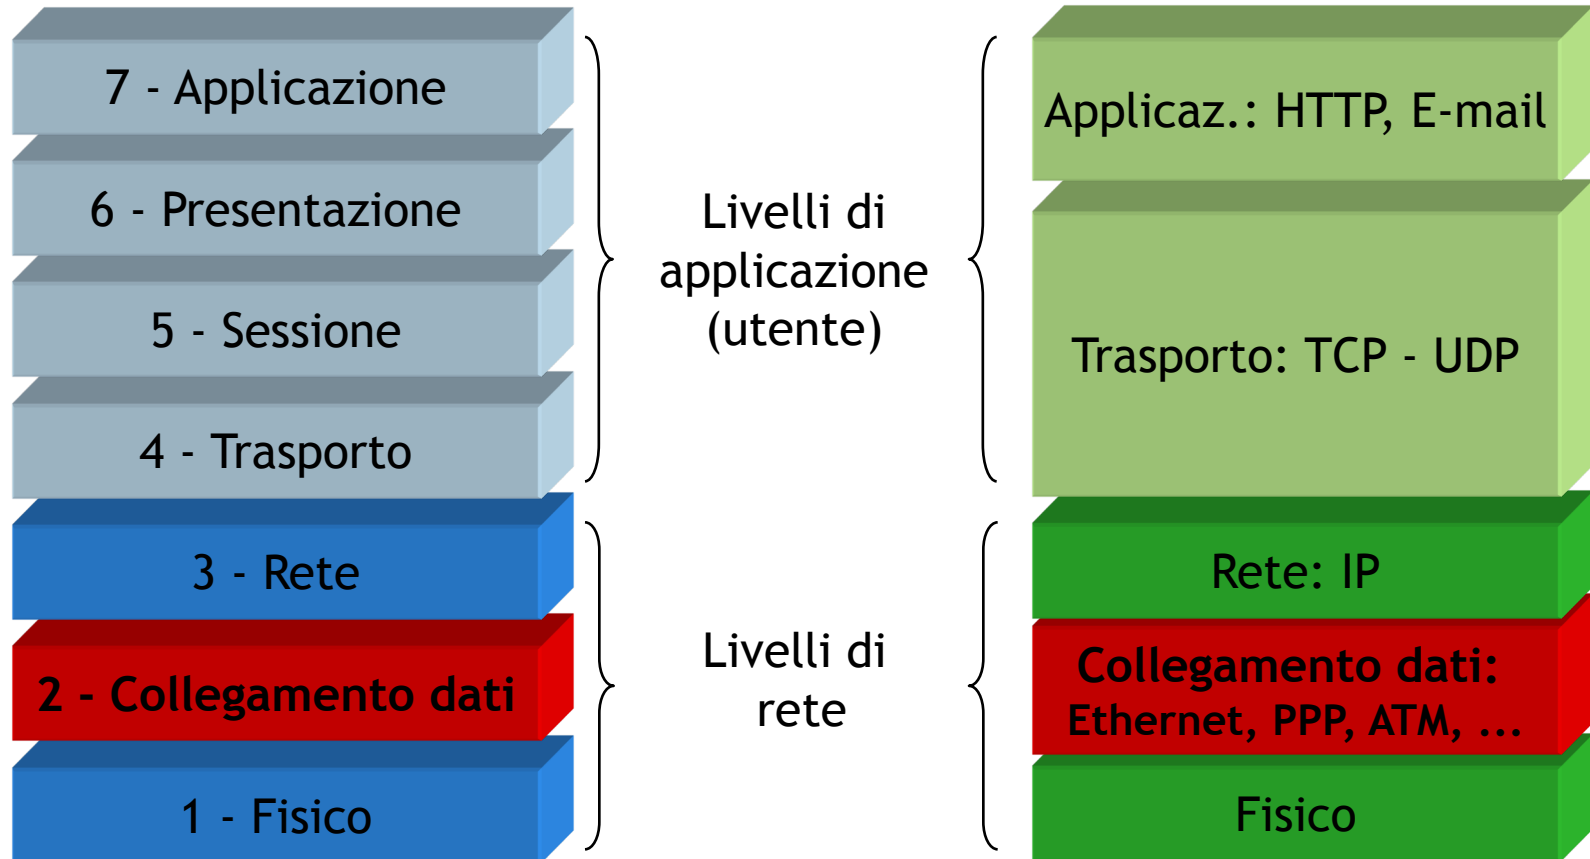 7 - Applicazione
6 - Presentazione
5 - Sessione
4 - Trasporto
3 - Rete
2 - Collegamento dati
1 - Fisico
Livelli di
applicazione
(utente)
Livelli di
rete
Applicaz.: HTTP, E-mail
Trasporto: TCP - UDP
Rete: IP
Collegamento dati:
Ethernet, PPP, ATM, ...
Fisico